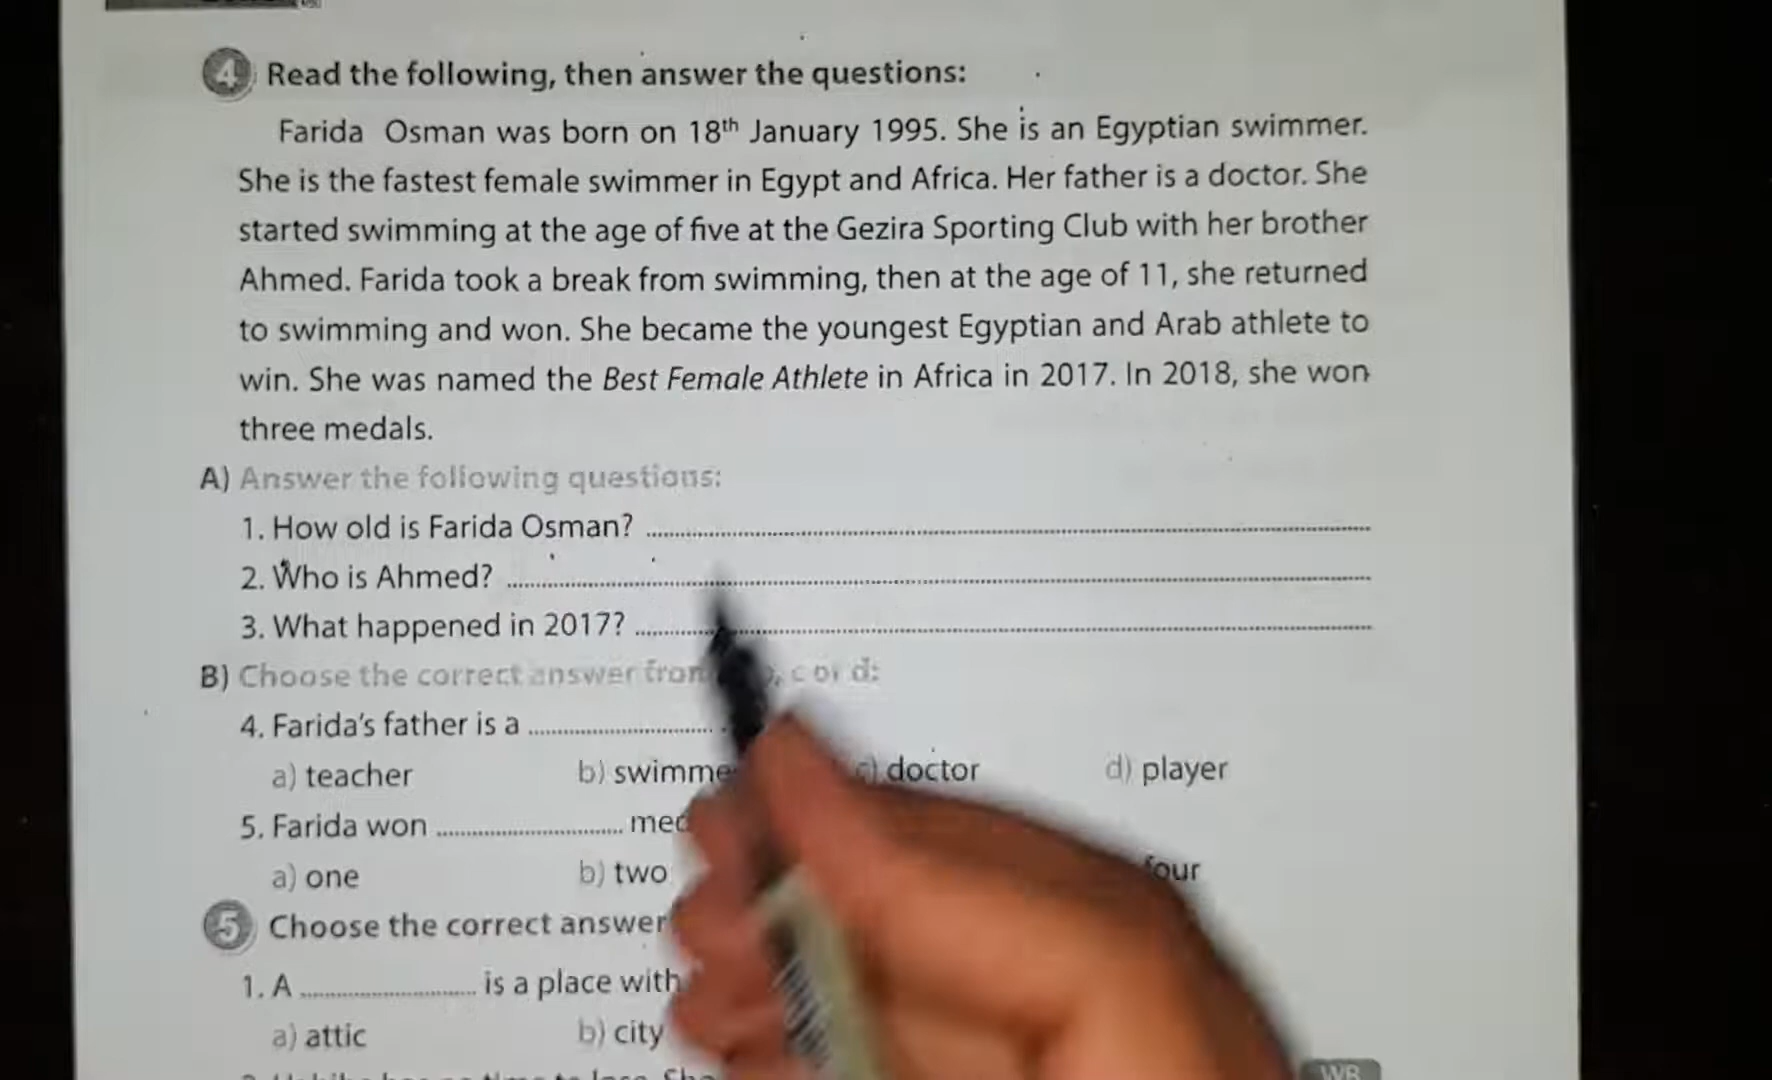 4 Read the following, then answer the questions:
Farida Osman was born on 18th January 1995. She is an Egyptian swimmer.
She is the fastest female swimmer in Egypt and Africa. Her father is a doctor. She
started swimming at the age of five at the Gezira Sporting Club with her brother
Ahmed. Farida took a break from swimming, then at the age of 11, she returned
to swimming and won. She became the youngest Egyptian and Arab athlete to
win. She was named the Best Female Athlete in Africa in 2017. In 2018, she won
three medals.
A) Answer the following questions:
1. How old is Farida Osman?
2. Who is Ahmed?
3. What happened in 2017?
B) Choose the correct answer from , c or d:
4. Farida's father is a
a) teacher b) swimme c) doctor d) player
5. Farida won med
a) one b) two four
5 Choose the correct answer
1. A is a place with
a) attic b) city
WB